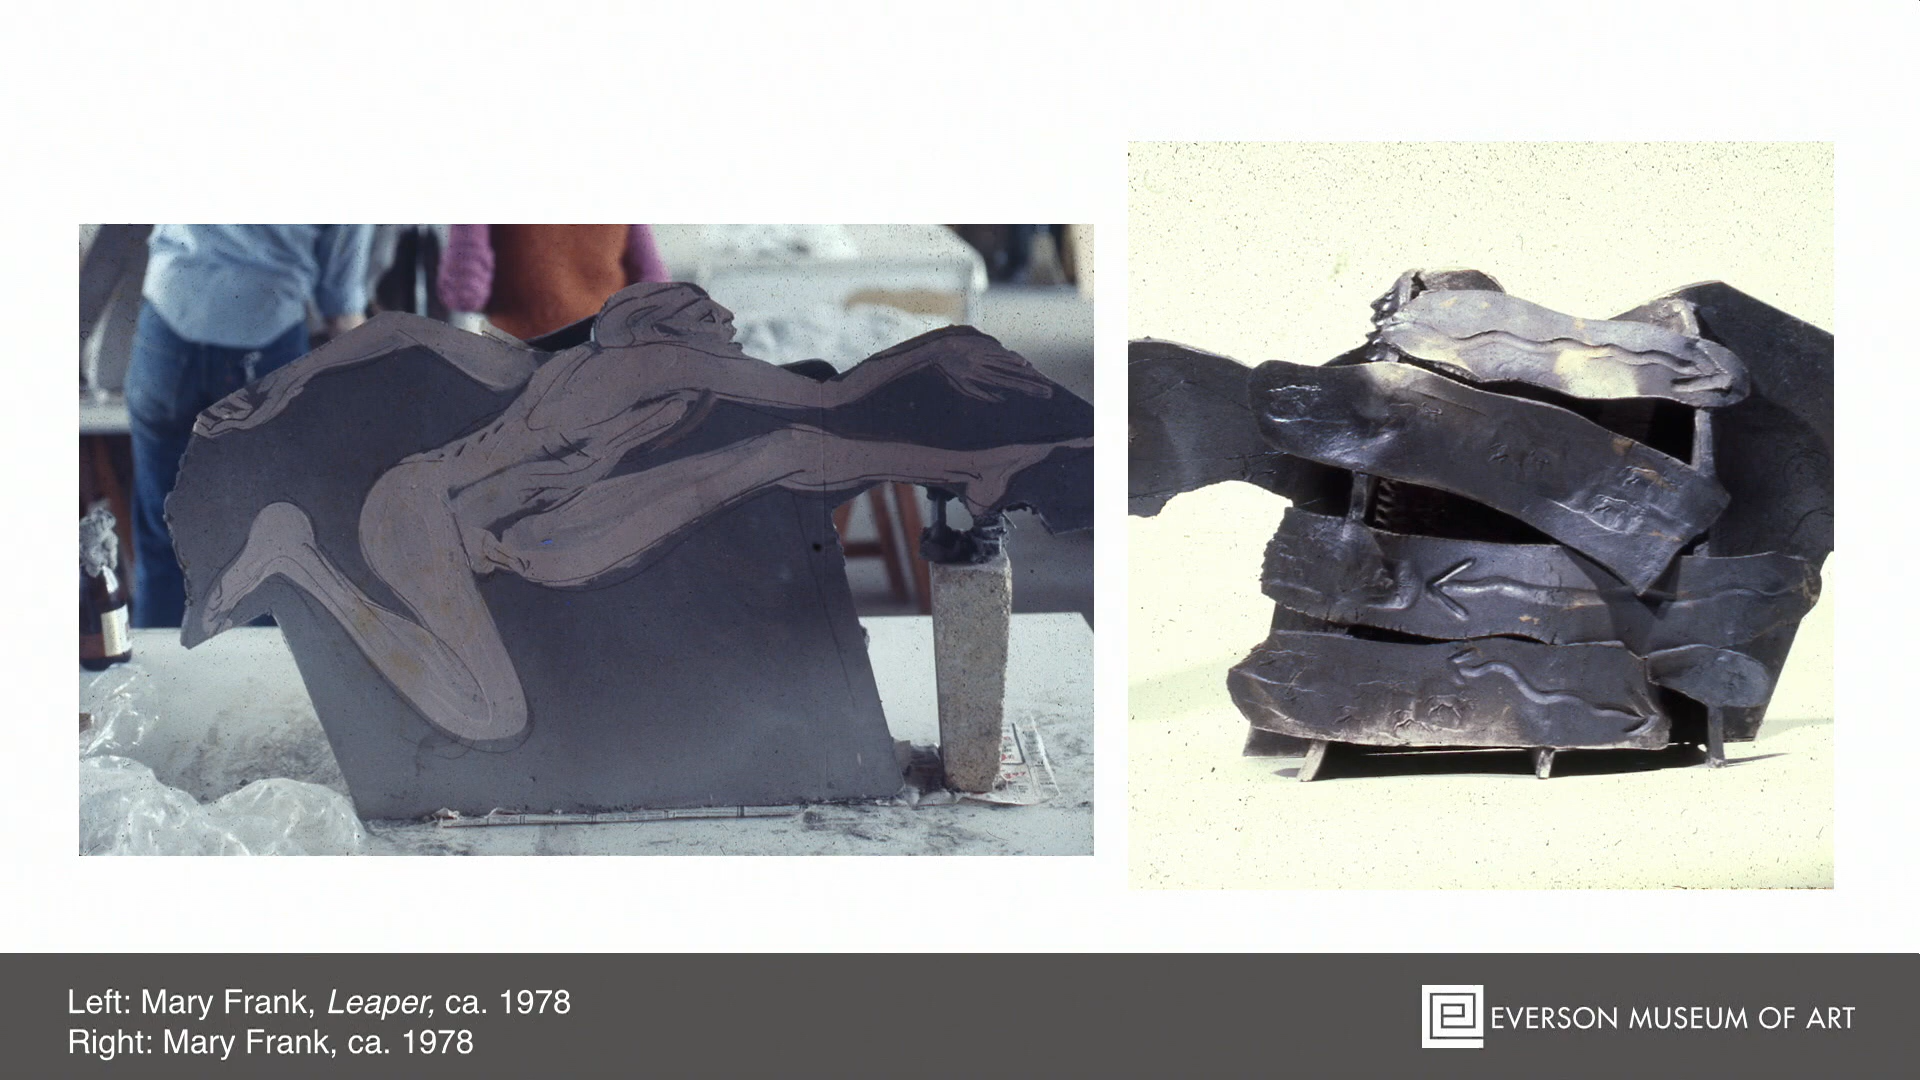 Left: Mary Frank, Leaper, ca. 1978
Right: Mary Frank, ca. 1978
EVERSON MUSEUM OF ART